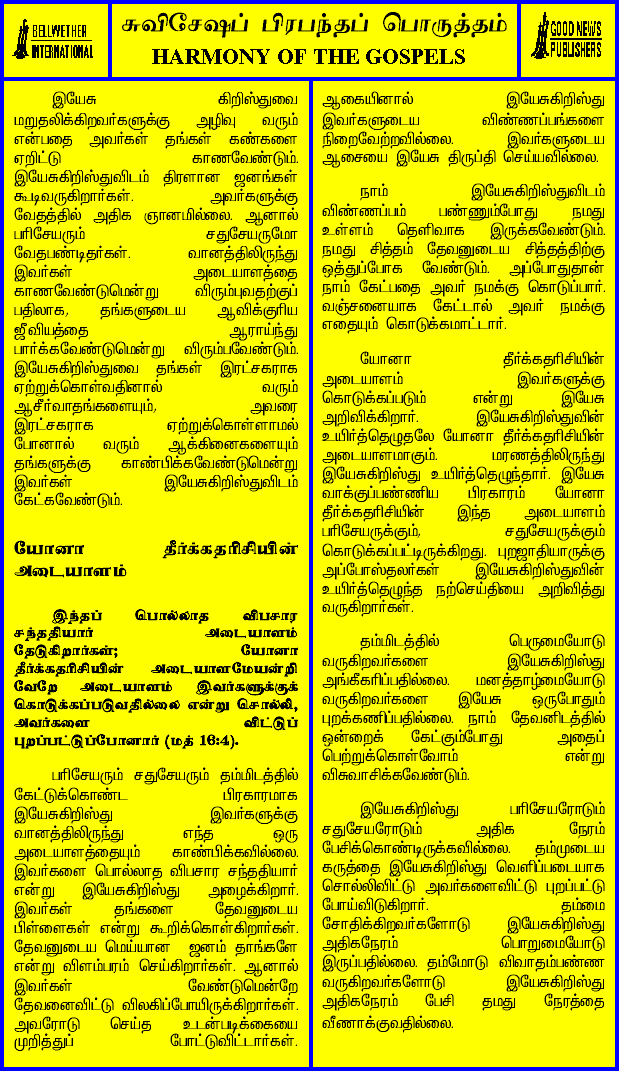 BELLWETHER
INTERNATIONAL
சுவிசேஷப் பிரபந்தப் பொருத்தம்
HARMONY OF THE GOSPELS
GOOD NEWS
PUBLISHERS
இயேசு கிறிஸ்துவை
மறுதலிக்கிறவர்களுக்கு அழிவு வரும்
என்பதை அவர்கள் தங்கள் கண்களை
ஏறிட்டு காணவேண்டும்.
இயேசுகிறிஸ்துவிடம் திரளான ஜனங்கள்
கூடிவருகிறார்கள். அவர்களுக்கு
வேதத்தில் அதிக ஞானமில்லை. ஆனால்
பரிசேயரும் சதுசேயருமோ
வேதபண்டிதர்கள். வானத்திலிருந்து
இவர்கள் அடையாளத்தை
காணவேண்டுமென்று விரும்புவதற்குப்
பதிலாக, தங்களுடைய ஆவிக்குரிய
ஜீவியத்தை ஆராய்ந்து
பார்க்கவேண்டுமென்று விரும்பவேண்டும்.
இயேசுகிறிஸ்துவை தங்கள் இரட்சகராக
ஏற்றுக்கொள்வதினால் வரும்
ஆசீர்வாதங்களையும், அவரை
இரட்சகராக ஏற்றுக்கொள்ளாமல்
போனால் வரும் ஆக்கினைகளையும்
தங்களுக்கு காண்பிக்கவேண்டுமென்று
இவர்கள் இயேசுகிறிஸ்துவிடம்
கேட்கவேண்டும்.
யோனா தீர்க்கதரிசியின்
அடையாளம்
இந்தப் பொல்லாத விபசார
சந்ததியார் அடையாளம்
தேடுகிறார்கள்; யோனா
தீர்க்கதரிசியின் அடையாளமேயன்றி
வேறே அடையாளம் இவர்களுக்குக்
கொடுக்கப்படுவதில்லை என்று சொல்லி,
அவர்களை விட்டுப்
புறப்பட்டுப்போனார் (மத் 16:4).
பரிசேயரும் சதுசேயரும் தம்மிடத்தில்
கேட்டுக்கொண்ட பிரகாரமாக
இயேசுகிறிஸ்து இவர்களுக்கு
வானத்திலிருந்து எந்த ஒரு
அடையாளத்தையும் காண்பிக்கவில்லை.
இவர்களை பொல்லாத விபசார சந்ததியார்
என்று இயேசுகிறிஸ்து அழைக்கிறார்.
இவர்கள் தங்களை தேவனுடைய
பிள்ளைகள் என்று கூறிக்கொள்கிறார்கள்.
தேவனுடைய மெய்யான ஜனம் தாங்களே
என்று விளம்பரம் செய்கிறார்கள். ஆனால்
இவர்கள் வேண்டுமென்றே
தேவனைவிட்டு விலகிப்போயிருக்கிறார்கள்.
அவரோடு செய்த உடன்படிக்கையை
முறித்துப் போட்டுவிட்டார்கள்.
ஆகையினால் இயேசுகிறிஸ்து
இவர்களுடைய விண்ணப்பங்களை
நிறைவேற்றவில்லை. இவர்களுடைய
ஆசையை இயேசு திருப்தி செய்யவில்லை.
நாம் இயேசுகிறிஸ்துவிடம்
விண்ணப்பம் பண்ணும்போது நமது
உள்ளம் தெளிவாக இருக்கவேண்டும்.
நமது சித்தம் தேவனுடைய சித்தத்திற்கு
ஒத்துப்போக வேண்டும். அப்போதுதான்
நாம் கேட்பதை அவர் நமக்கு கொடுப்பார்.
வஞ்சனையாக கேட்டால் அவர் நமக்கு
எதையும் கொடுக்கமாட்டார்.
யோனா தீர்க்கதரிசியின்
அடையாளம் இவர்களுக்கு
கொடுக்கப்படும் என்று இயேசு
அறிவிக்கிறார். இயேசுகிறிஸ்துவின்
உயிர்த்தெழுதலே யோனா தீர்க்கதரிசியின்
அடையாளமாகும். மரணத்திலிருந்து
இயேசுகிறிஸ்து உயிர்த்தெழுந்தார். இயேசு
வாக்குப்பண்ணிய பிரகாரம் யோனா
தீர்க்கதரிசியின் இந்த அடையாளம்
பரிசேயருக்கும், சதுசேயருக்கும்
கொடுக்கப்பட்டிருக்கிறது. புறஜாதியாருக்கு
அப்போஸ்தலர்கள் இயேசுகிறிஸ்துவின்
உயிர்த்தெழுந்த நற்செய்தியை அறிவித்து
வருகிறார்கள்.
தம்மிடத்தில் பெருமையோடு
வருகிறவர்களை இயேசுகிறிஸ்து
அங்கீகரிப்பதில்லை. மனத்தாழ்மையோடு
வருகிறவர்களை இயேசு ஒருபோதும்
புறக்கணிப்பதில்லை. நாம் தேவனிடத்தில்
ஒன்றைக் கேட்கும்போது அதைப்
பெற்றுக்கொள்வோம் என்று
விசுவாசிக்கவேண்டும்.
இயேசுகிறிஸ்து பரிசேயரோடும்
சதுசேயரோடும் அதிக நேரம்
பேசிக்கொண்டிருக்கவில்லை. தம்முடைய
கருத்தை இயேசுகிறிஸ்து வெளிப்படையாக
சொல்லிவிட்டு அவர்களைவிட்டு புறப்பட்டு
போய்விடுகிறார். தம்மை
சோதிக்கிறவர்களோடு இயேசுகிறிஸ்து
அதிகநேரம் பொறுமையோடு
இருப்பதில்லை. தம்மோடு விவாதம்பண்ண
வருகிறவர்களோடு இயேசுகிறிஸ்து
அதிகநேரம் பேசி தமது நேரத்தை
வீணாக்குவதில்லை.